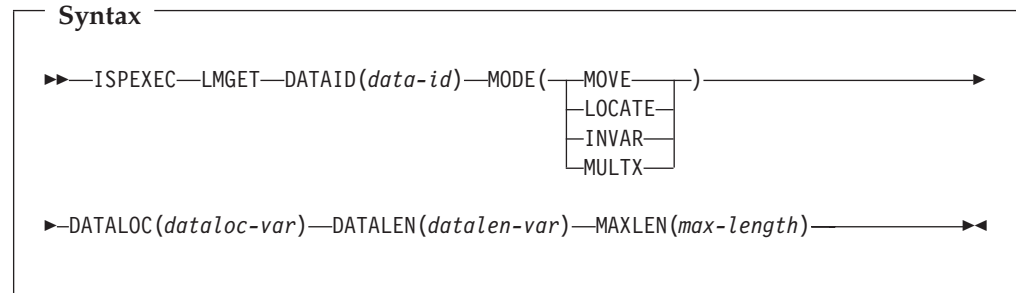 Syntax
ISPEXEC LMGET DATAID(data-id) MODE( MOVE )
LOCATE
INVAR
MULTX
DATALOC(dataloc-var) DATALEN(datalen-var) MAXLEN(max-length)